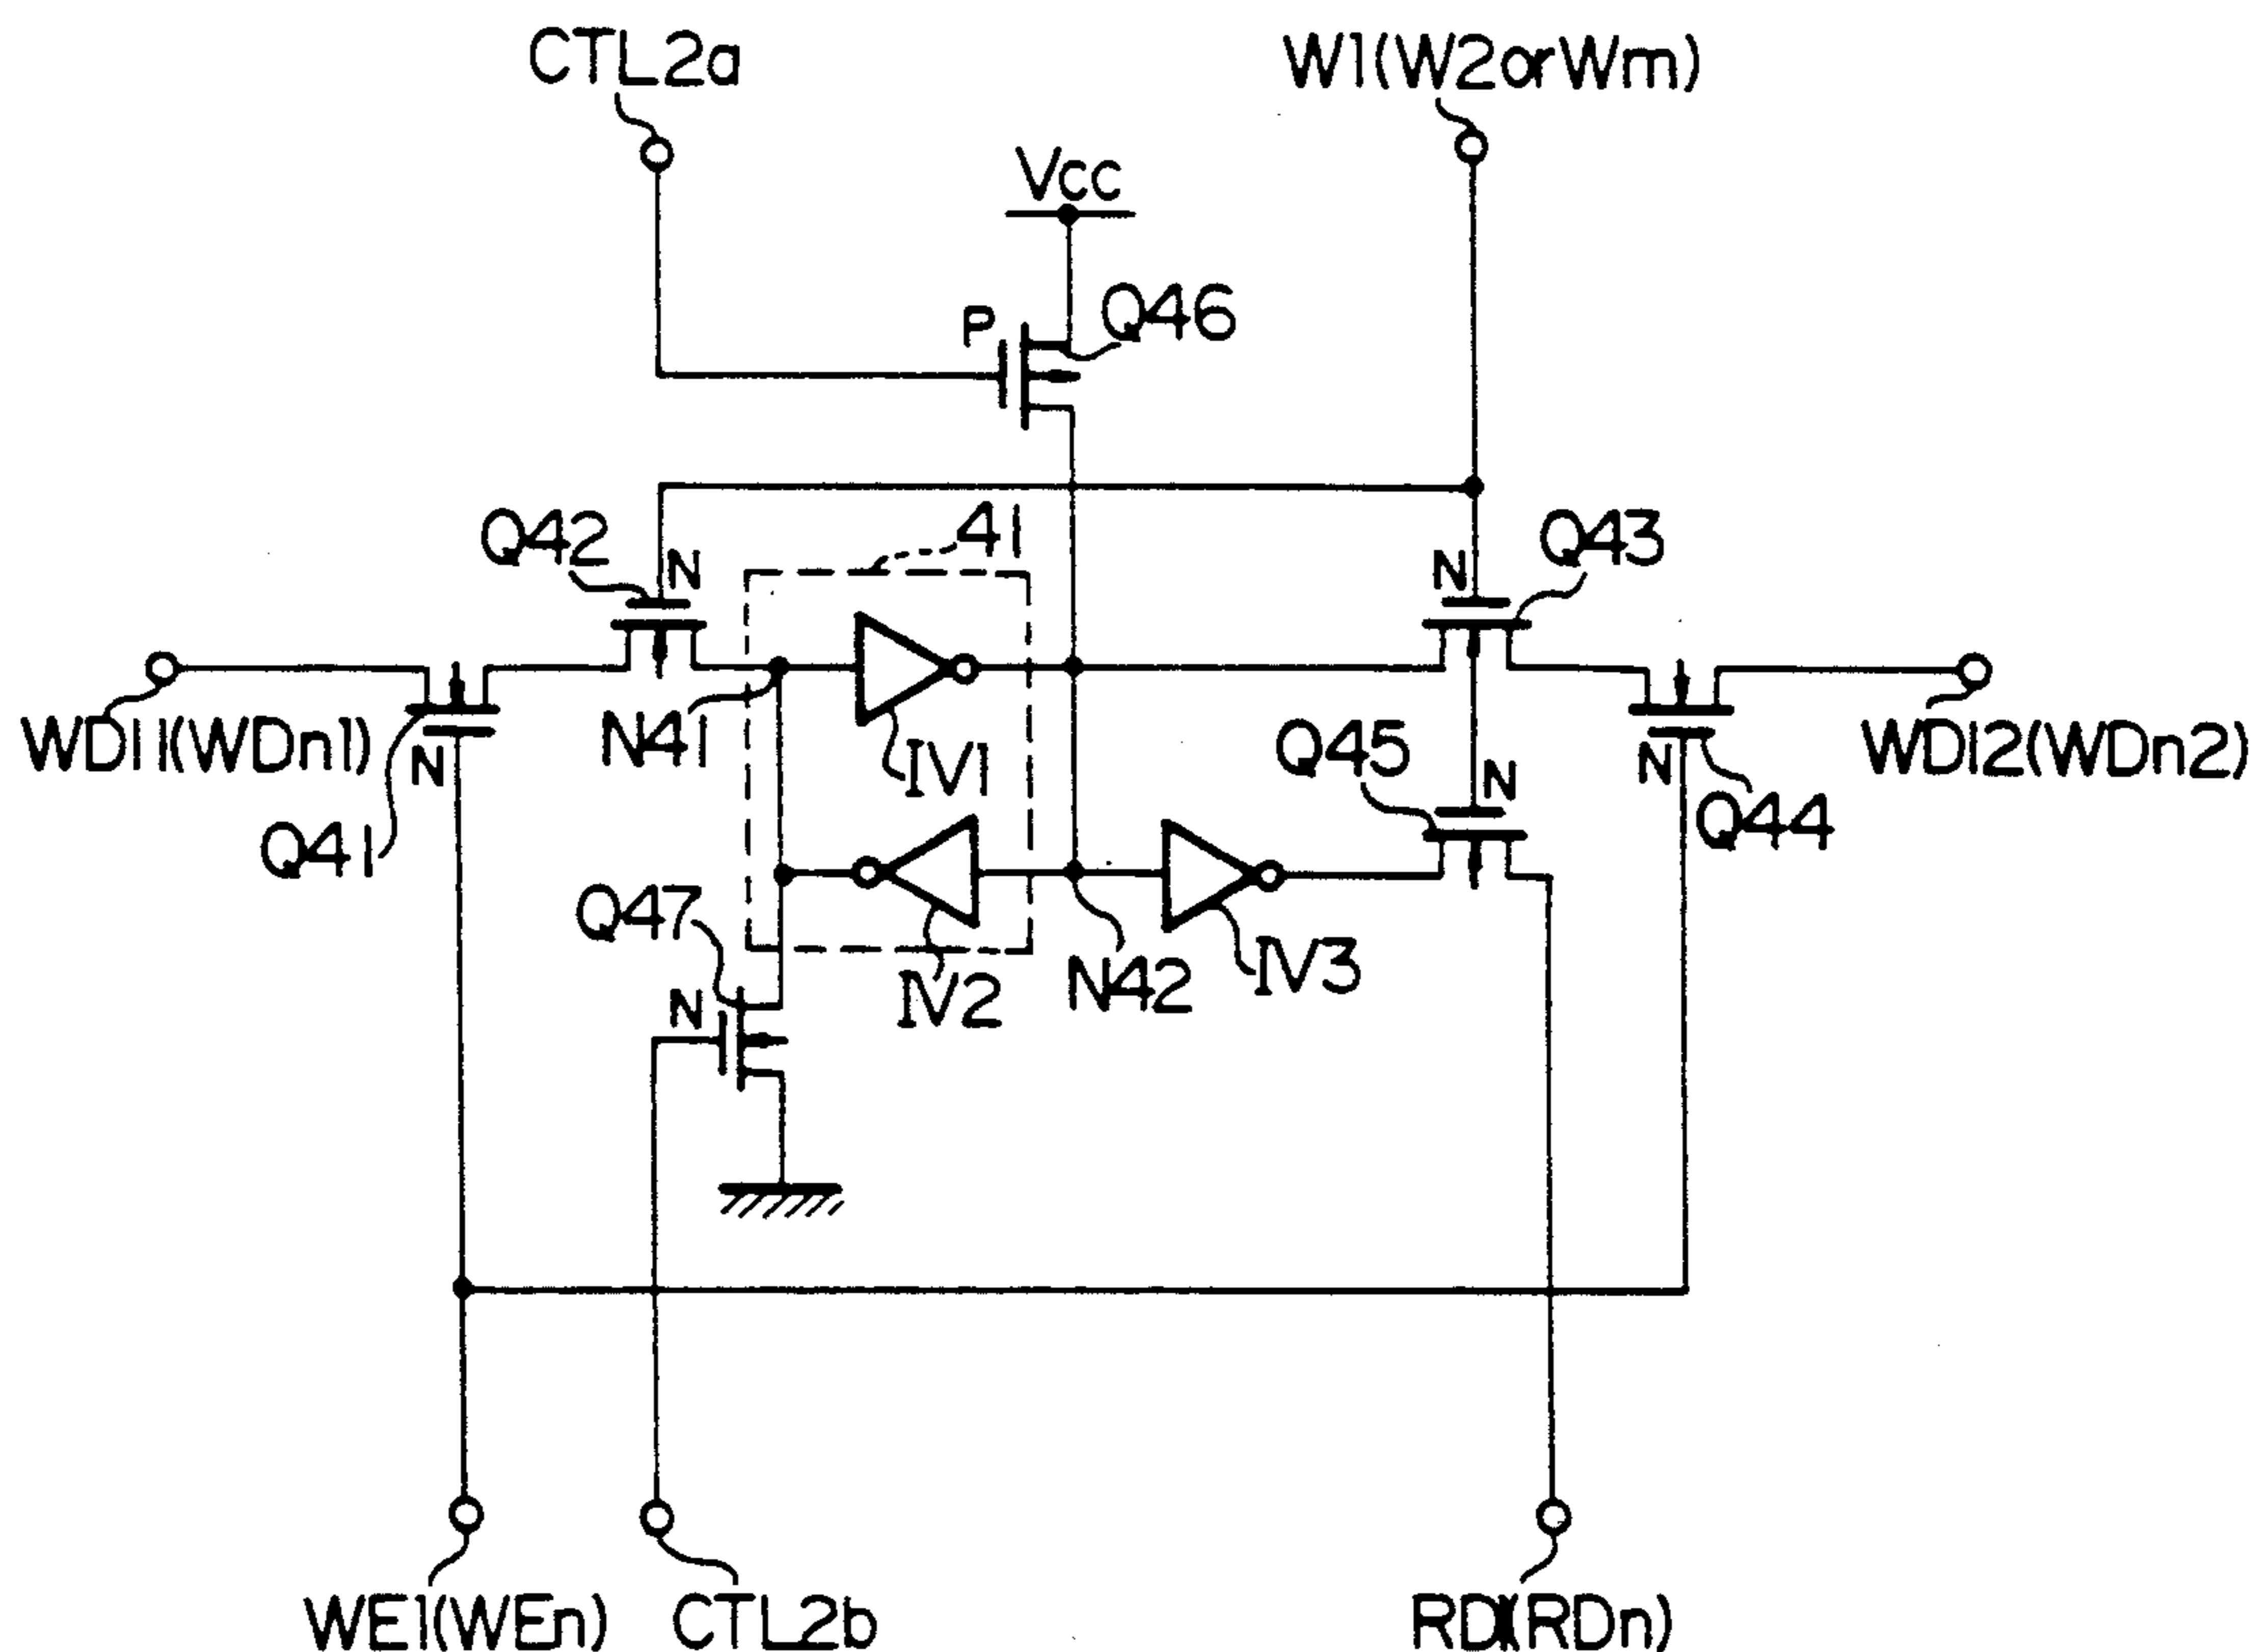 CTL2a
W1(W2orWm)
Vcc
P
Q46
Q42
N
41
N
Q43
WD11(WDn1)
N
Q41
N41
IV1
Q45
N
N
Q44
WD12(WDn2)
Q47
N
IV2
N42
IV3
WE1(WEn)
CTL2b
RD1(RDn)